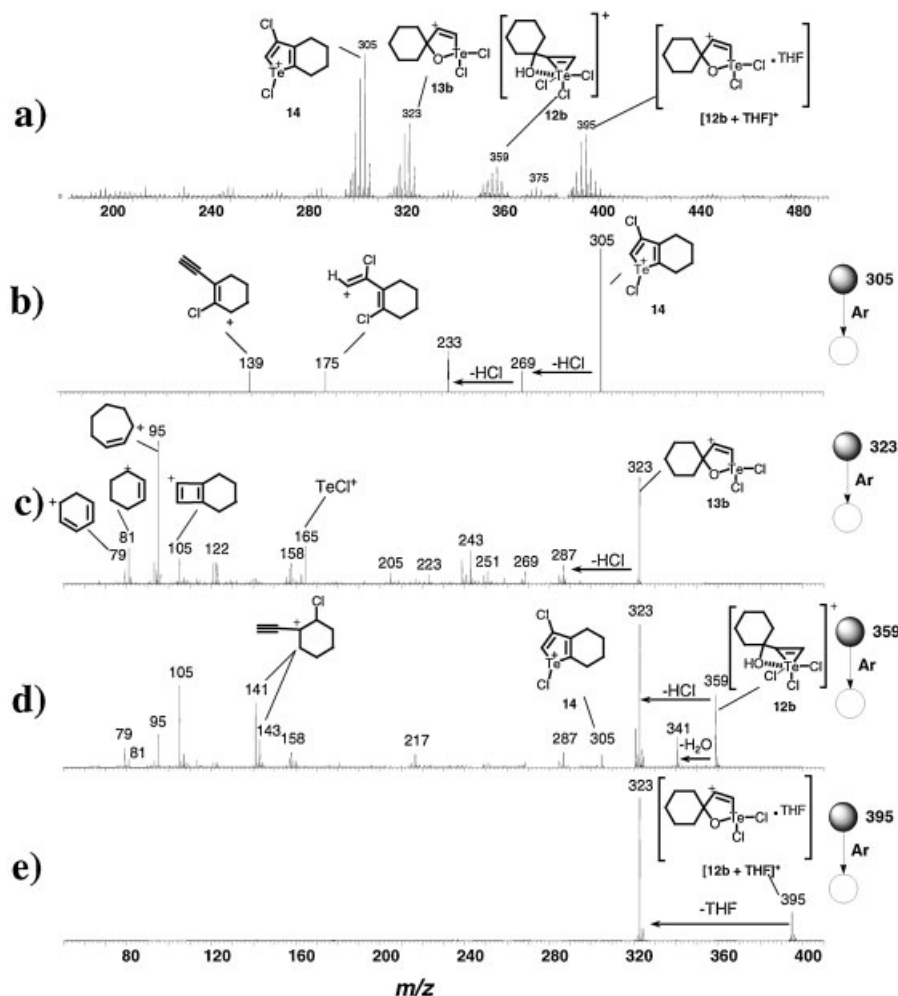 a)
Cl
Te
+
Cl
14
305
+
O
Te
Cl
Cl
13b
323
+
HO
Te
Cl
Cl
Cl
12b
359
375
+
O
Te
Cl
Cl
• THF
[12b + THF]+
395
0
200 240 280 320 360 400 440 480
b)
Cl
+
139
H
Cl
+
Cl
175
233
-HCl
269
-HCl
305
Cl
Te
+
Cl
14
305
Ar
c)
+
79
+
81
+
95
+
105
122
158
TeCl+
165
205
223
243
251
269
287
-HCl
323
+
O
Te
Cl
Cl
13b
323
Ar
d)
79
81
95
105
Cl
+
141
143
158
217
Cl
Te
+
Cl
14
287
305
323
-HCl
341
-H2O
359
+
HO
Te
Cl
Cl
Cl
12b
359
Ar
e)
323
+
O
Te
Cl
Cl
• THF
[12b + THF]+
395
-THF
395
Ar
80 120 160 200 240 280 320 360 400
m/z